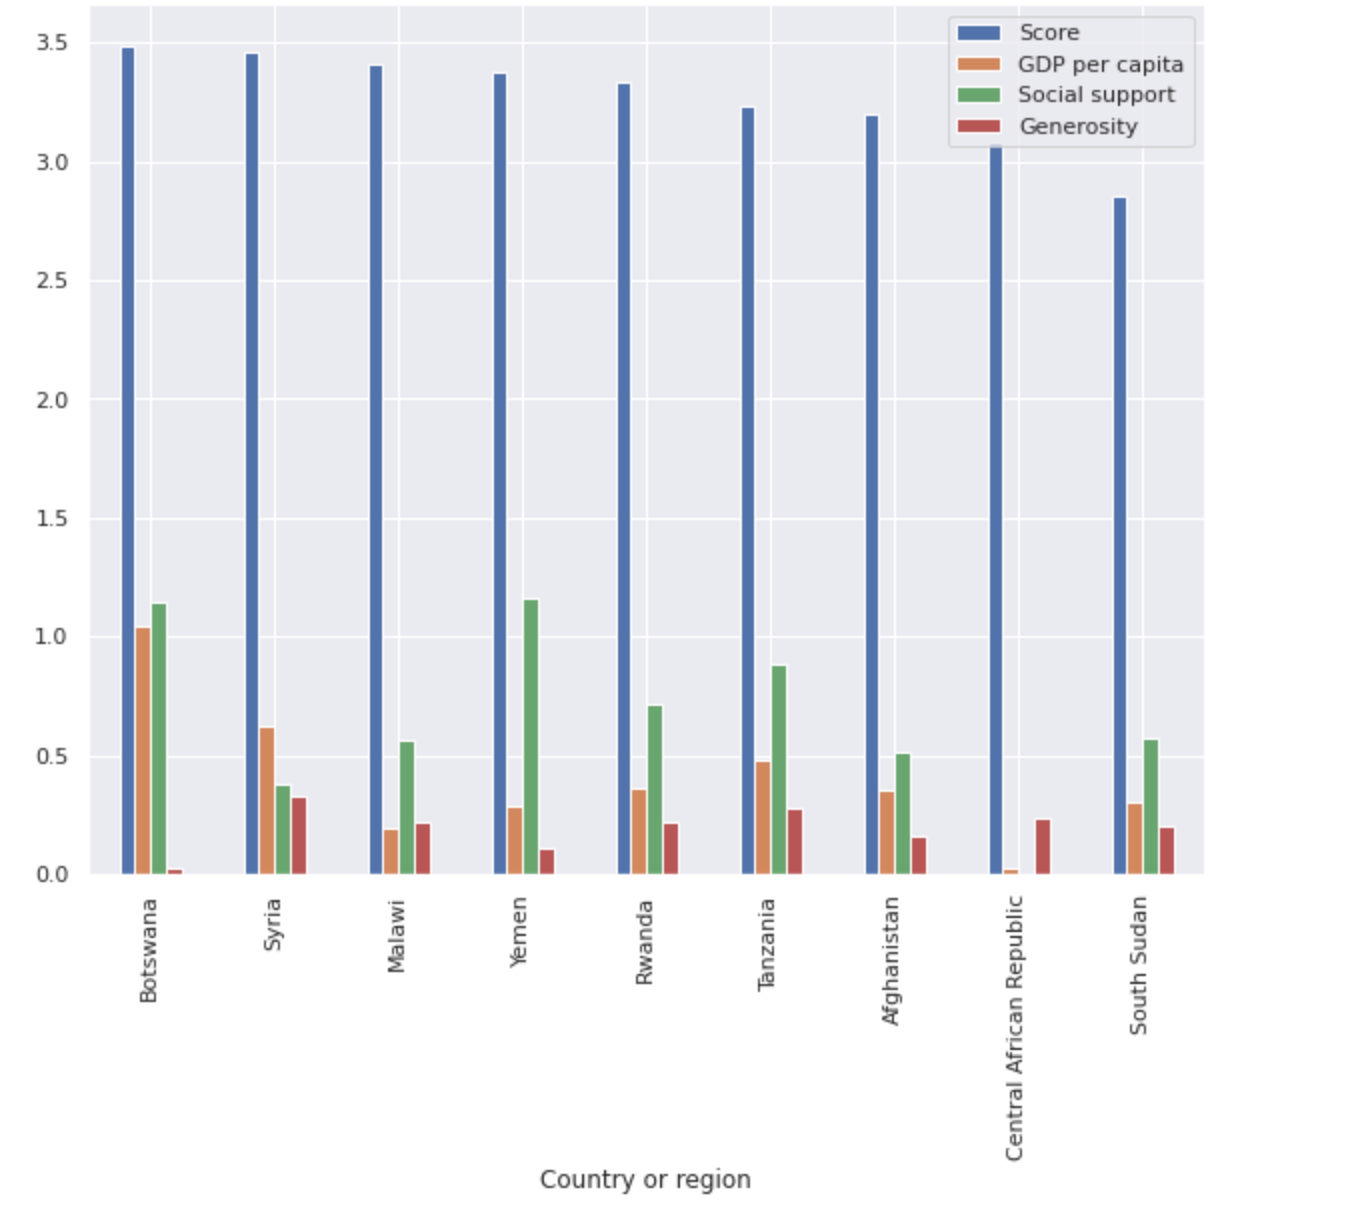 3.5
3.0
2.5
2.0
1.5
1.0
0.5
0.0
Score
GDP per capita
Social support
Generosity
Botswana
Syria
Malawi
Yemen
Rwanda
Tanzania
Afghanistan
Central African Republic
South Sudan
Country or region